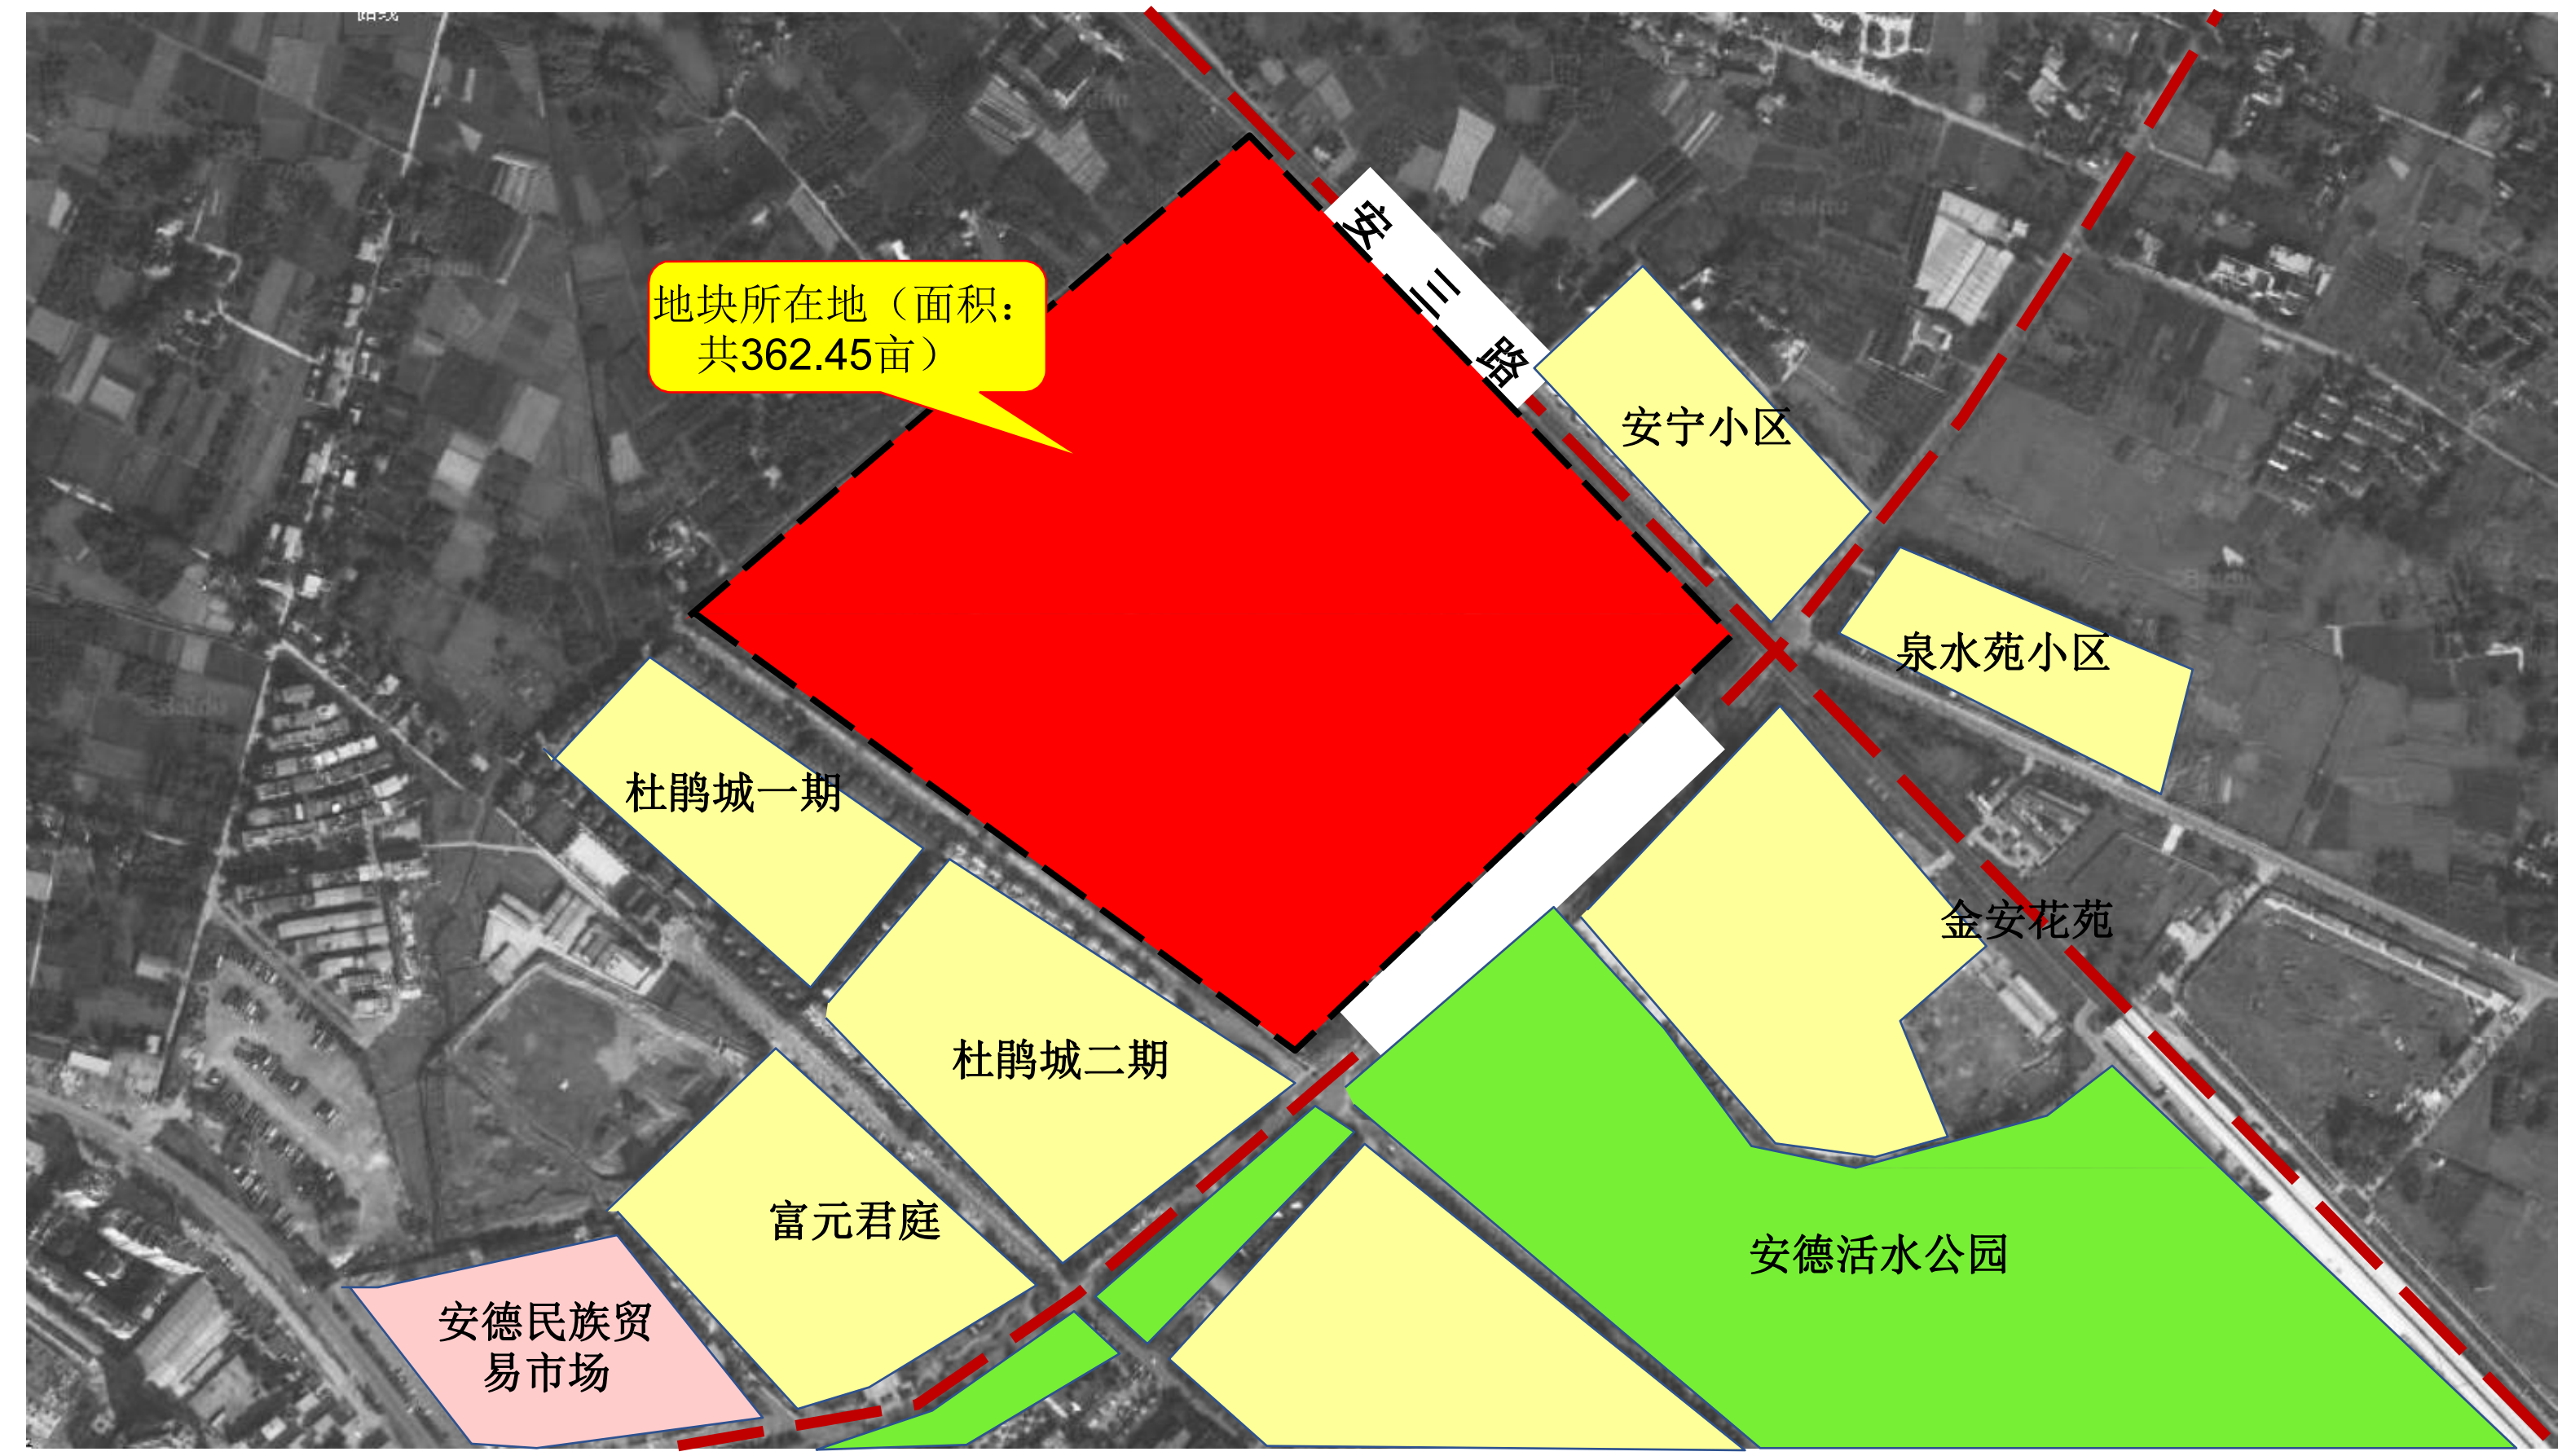 安三路
地块所在地（面积：
共362.45亩）
安宁小区
泉水苑小区
杜鹃城一期
金安花苑
杜鹃城二期
富元君庭
安德活水公园
安德民族贸
易市场